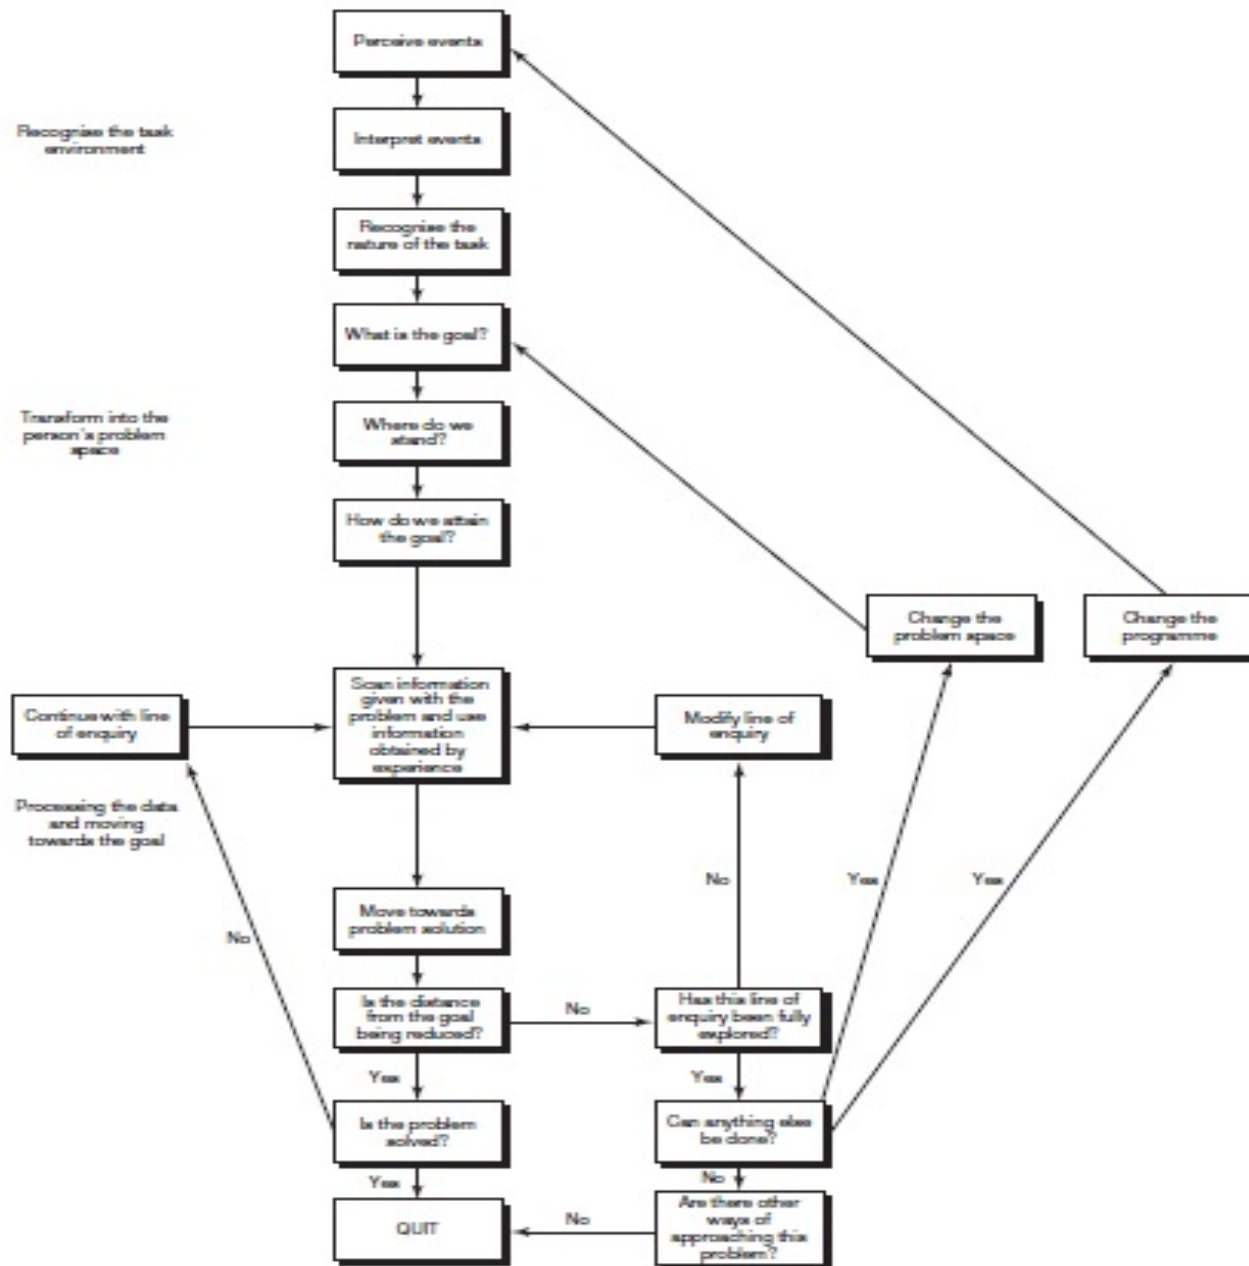 Perceive events
Recognise the task
environment
Interpret events
Recognise the
nature of the task
What is the goal?
Transform into the
person's problem
space
Where do we
stand?
How do we attain
the goal?
Change the
problem space
Change the
programme
Continue with line
of enquiry
Scan information
given with the
problem and use
information
obtained by
experience
Modify line of
enquiry
Processing the data
and moving
towards the goal
No
Yes
Yes
Move towards
problem solution
No
Is the distance
from the goal
being reduced?
No
Has this line of
enquiry been fully
explored?
Yes
Yes
Is the problem
solved?
Can anything else
be done?
Yes
No
QUIT
No
Are there other
ways of
approaching this
problem?